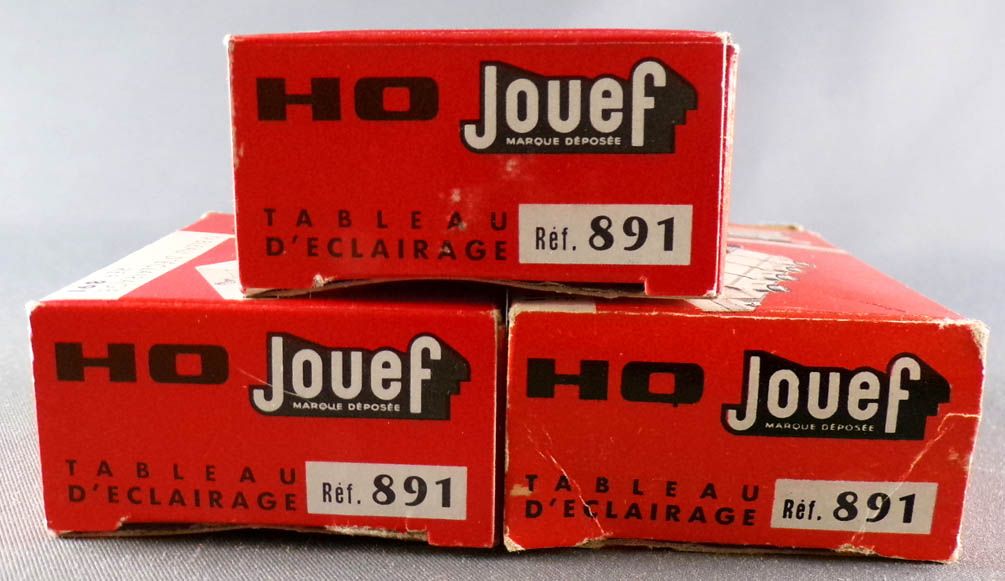 HO Jouef
MARQUE DÉPOSÉE
TABLEAU
D'ECLAIRAGE Réf. 891
HO Jouef
MARQUE DÉPOSÉE
TABLEAU
D'ECLAIRAGE Réf. 891
HO Jouef
MARQUE DÉPOSÉE
TABLEAU
D'ECLAIRAGE Réf. 891